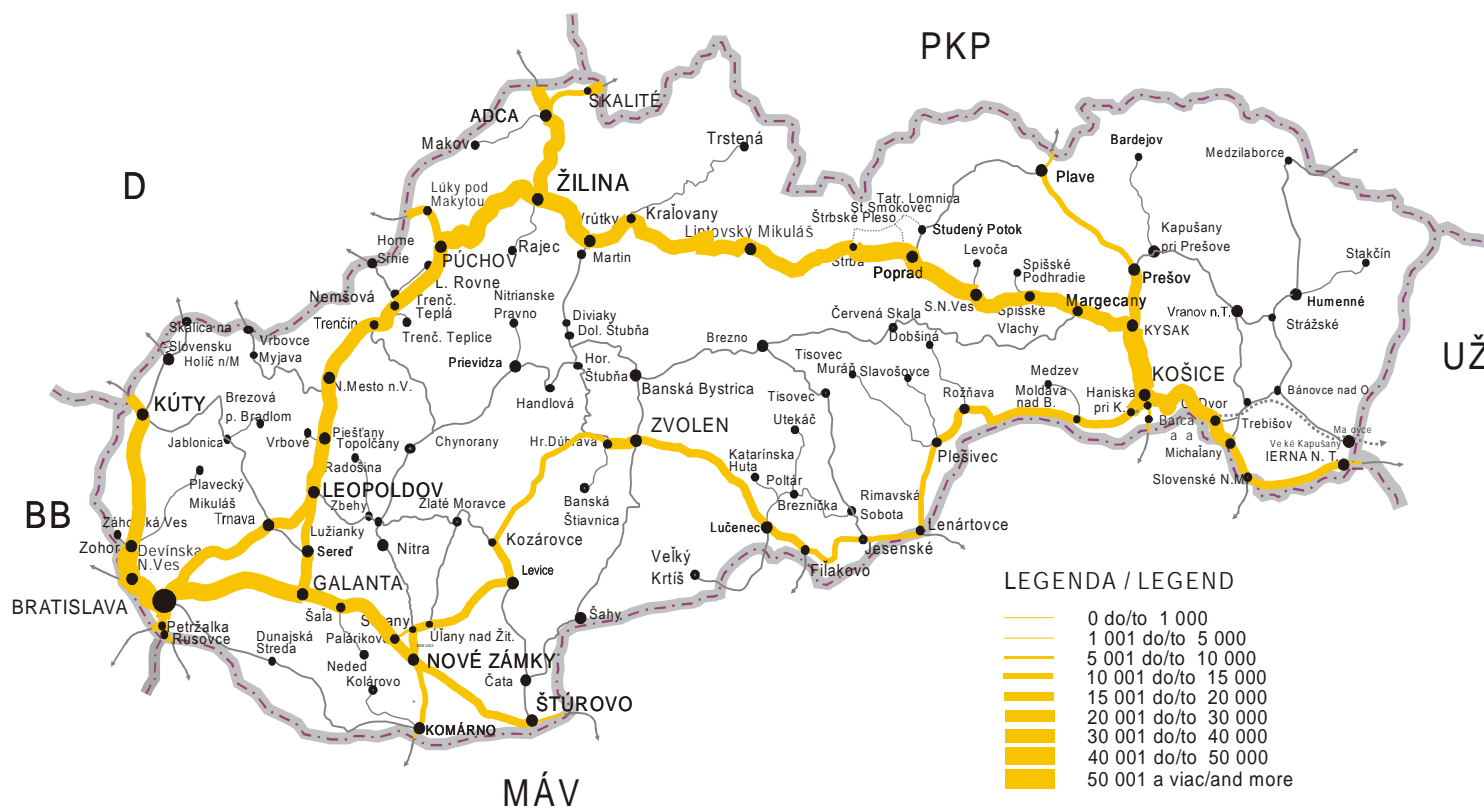 PKP
D
BB
UŽ
MÁV
SKALITÉ
ADCA
Makov
Trstená
Bardejov
Medzilaborce
Plave
ŽILINA
Lúky pod
Makytou
Vrútky
Kraľovany
Tatr. Lomnica
St.Smokovec
Štrbské Pleso
Liptovský Mikuláš
Študený Potok
Kapušany
pri Prešove
Stakčín
Horné
Sŕnie
PÚCHOV
Rajec
Martin
Štrba
Poprad
Levoča
Spišské
Podhradie
Prešov
L. Rovne
Nemšová
Trenč.
Teplá
Nitrianske
Pravno
Diviaky
Dol. Štubňa
S.N.Ves
Spišské
Vlachy
Margecany
Humenné
Vranov n.T.
Strážské
KYSAK
Skalica na
Slovensku
Holíč n/M
Vrbovce
Myjava
Trenčín
Trenč. Teplice
Prievidza
Hor.
Štubňa
Brezno
Červená Skala
Dobšiná
Tisovec
Muráň
Slavošovce
N.Mesto n.V.
Handlová
Banská Bystrica
Tisovec
Rožňava
Medzev
Moldava
nad B.
Haniska
pri K.
KOŠICE
Bánovce nad O.
KÚTY
Brezová
p. Bradlom
Jablonica
Vrbové
Piešťany
Topolčany
Radošina
Chynorany
Hr.Dúbrava
ZVOLEN
Utekáč
Katarínska
Huta
Poltár
Breznička
Plešivec
Barca
Dvor
Trebišov
Michaľany
Veľké Kapušany
IERNA N. T.
Slovenské N.M.
Plavecký
Mikuláš
LEOPOLDOV
Zbehy
Zlaté Moravce
Banská
Štiavnica
Rimavská
Sobota
Záhorská Ves
Zohor
Devínska
N.Ves
Trnava
Lužianky
Sereď
Nitra
Kozárovce
Lučenec
Lenártovce
Jesenské
Fiľakovo
Veľký
Krtíš
Levice
GALANTA
BRATISLAVA
Šaľa
Palárikovo
Úľany nad Žit.
Šahy
Petržalka
Rusovce
Dunajská
Streda
Neded
Kolárovo
NOVÉ ZÁMKY
Čata
ŠTÚROVO
KOMÁRNO
LEGENDA / LEGEND
0 do/to 1 000
1 001 do/to 5 000
5 001 do/to 10 000
10 001 do/to 15 000
15 001 do/to 20 000
20 001 do/to 30 000
30 001 do/to 40 000
40 001 do/to 50 000
50 001 a viac/and more